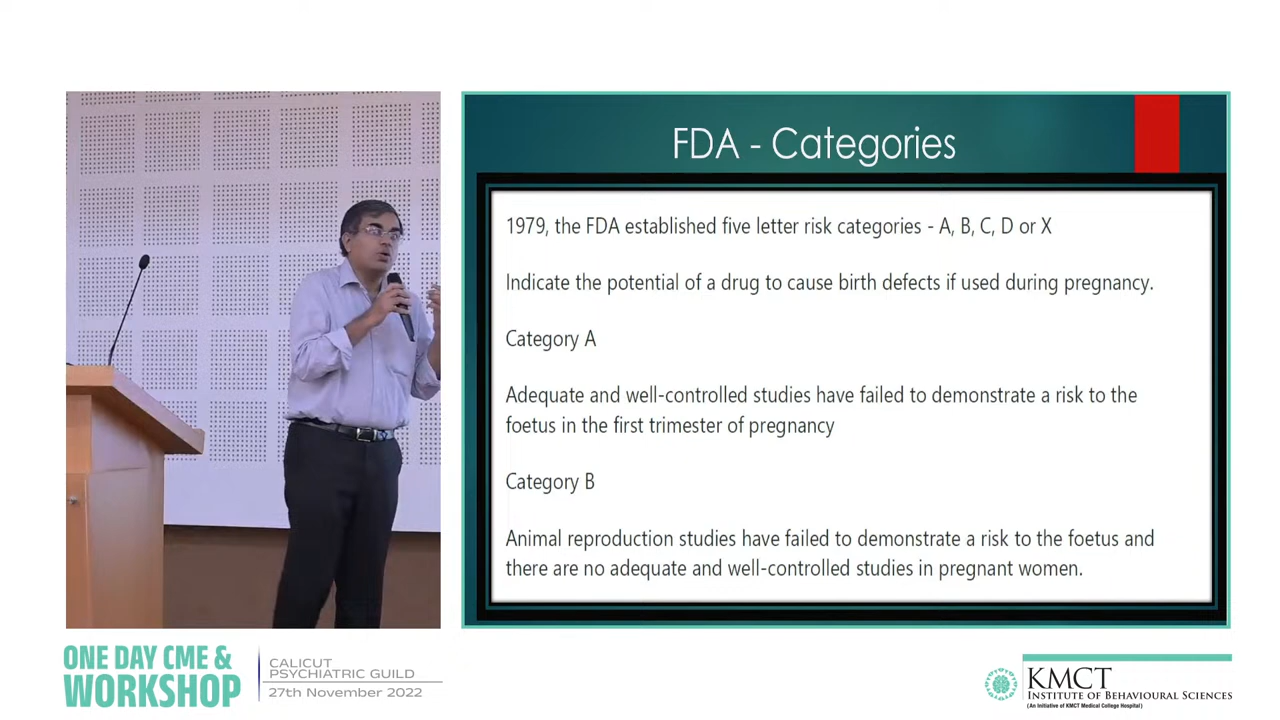 FDA - Categories
1979, the FDA established five letter risk categories - A, B, C, D or X
Indicate the potential of a drug to cause birth defects if used during pregnancy.
Category A
Adequate and well-controlled studies have failed to demonstrate a risk to the
foetus in the first trimester of pregnancy
Category B
Animal reproduction studies have failed to demonstrate a risk to the foetus and
there are no adequate and well-controlled studies in pregnant women.
ONE DAY CME &
WORKSHOP
CALICUT
PSYCHIATRIC GUILD
27th November 2022
KMCT
INSTITUTE OF BEHAVIOURAL SCIENCES
(An Initiative of KMCT Medical College Hospital)